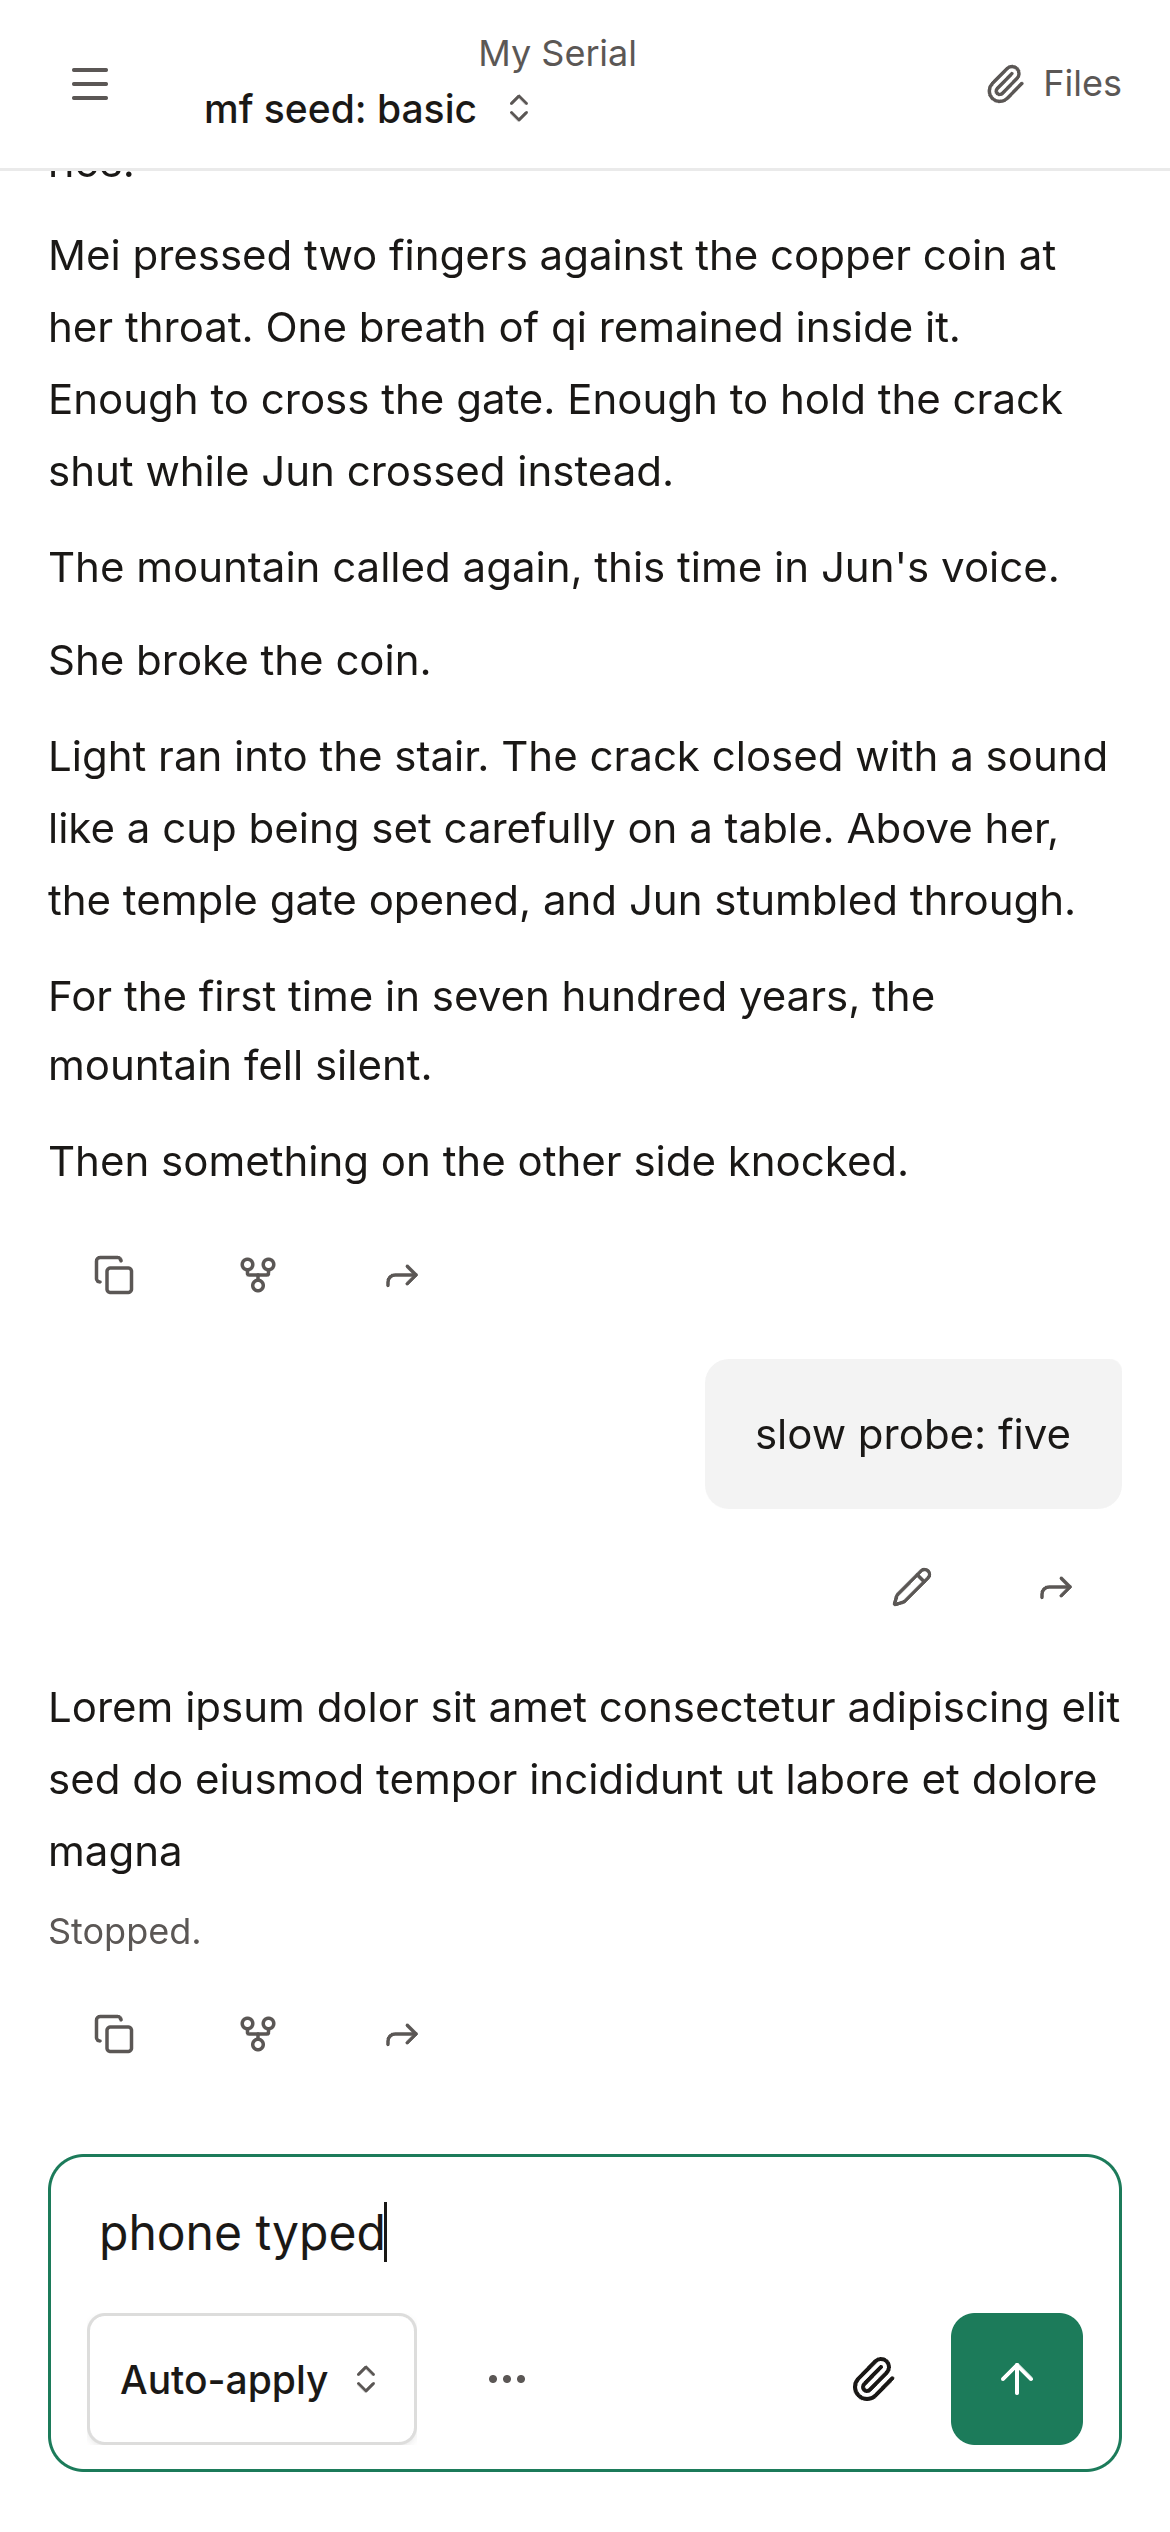 My Serial
mf seed: basic
Files
Mei pressed two fingers against the copper coin at
her throat. One breath of qi remained inside it.
Enough to cross the gate. Enough to hold the crack
shut while Jun crossed instead.
The mountain called again, this time in Jun's voice.
She broke the coin.
Light ran into the stair. The crack closed with a sound
like a cup being set carefully on a table. Above her,
the temple gate opened, and Jun stumbled through.
For the first time in seven hundred years, the
mountain fell silent.
Then something on the other side knocked.
slow probe: five
Lorem ipsum dolor sit amet consectetur adipiscing elit
sed do eiusmod tempor incididunt ut labore et dolore
magna
Stopped.
phone typed
Auto-apply